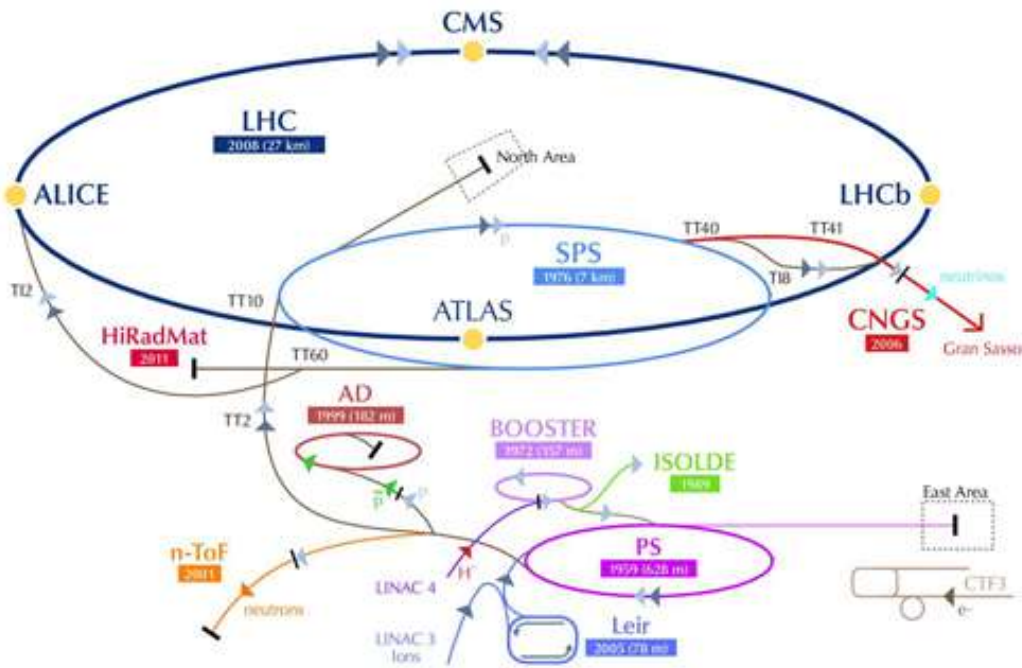 CMS
LHC
2008 (27 km)
North Area
ALICE
LHCb
TT40
TT41
SPS
1976 (7 km)
p
TI8
neutrinos
TI2
TT10
ATLAS
CNGS
2006
Gran Sasso
HiRadMat
2011
TT60
AD
1999 (182 m)
TT2
BOOSTER
1972 (157 m)
ISOLDE
1989
p̅
p
East Area
n-ToF
2001
PS
1959 (628 m)
LINAC 4
H-
neutrons
CTF3
e-
LINAC 3
Ions
Leir
2005 (78 m)